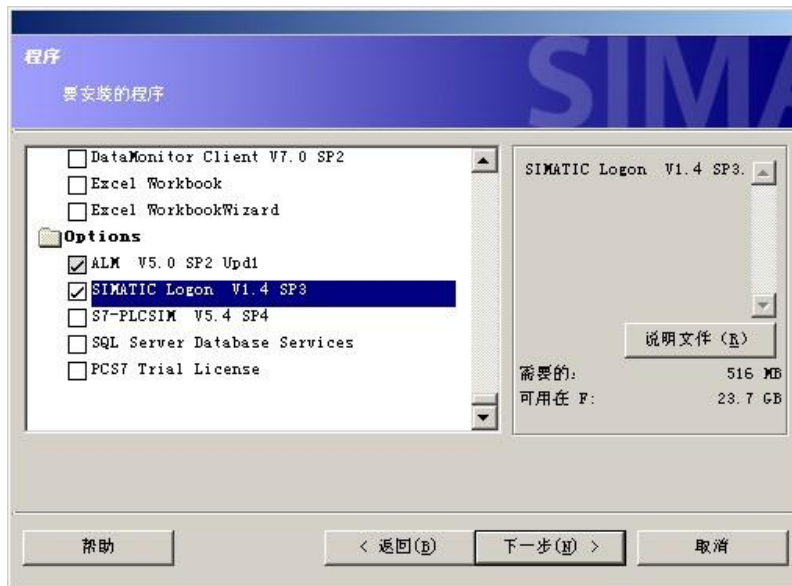 程序
要安装的程序
SIMA
DataMonitor Client V7.0 SP2
Excel Workbook
Excel WorkbookWizard
Options
ALM V5.0 SP2 Upd1
SIMATIC Logon V1.4 SP3
S7-PLCSIM V5.4 SP4
SQL Server Database Services
PCS7 Trial License
SIMATIC Logon V1.4 SP3.
说明文件(R)
需要的: 516 MB
可用在 F: 23.7 GB
帮助
< 返回(B)
下一步(N) >
取消